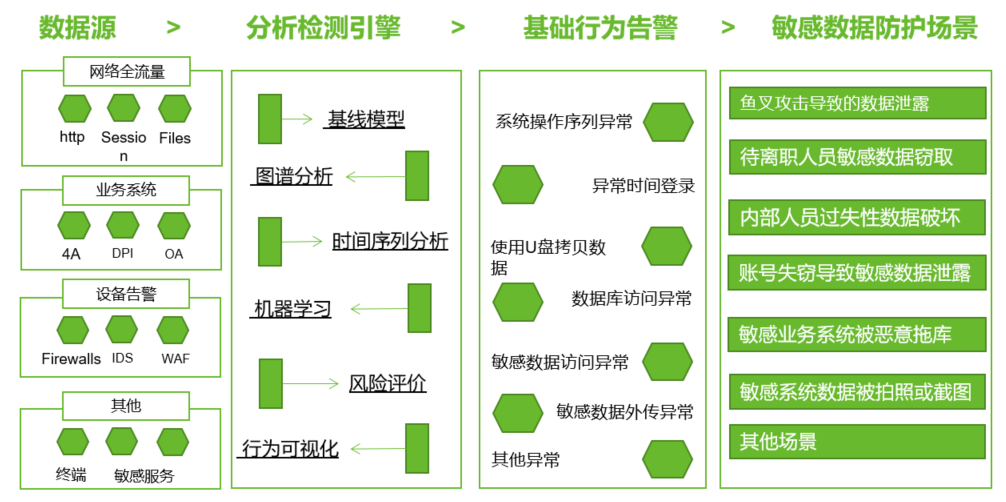 数据源 > 分析检测引擎 > 基础行为告警 > 敏感数据防护场景
网络全流量
http
Sessio
n
Files
业务系统
4A
DPI
OA
设备告警
Firewalls
IDS
WAF
其他
终端
敏感服务
基线模型
图谱分析
时间序列分析
机器学习
风险评价
行为可视化
系统操作序列异常
异常时间登录
使用U盘拷贝数
据
数据库访问异常
敏感数据访问异常
敏感数据外传异常
其他异常
鱼叉攻击导致的数据泄露
待离职人员敏感数据窃取
内部人员过失性数据破坏
账号失窃导致敏感数据泄露
敏感业务系统被恶意拖库
敏感系统数据被拍照或截图
其他场景